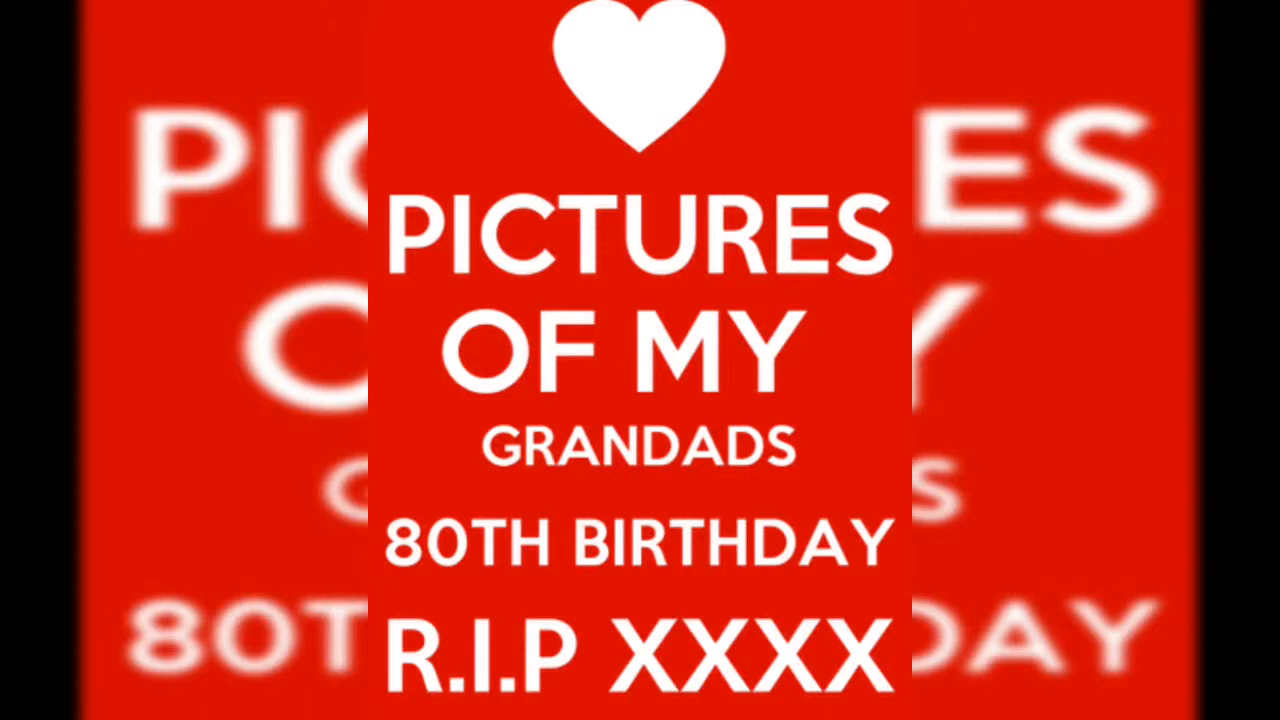 PICTURES
OF MY
GRANDADS
80TH BIRTHDAY
R.I.P XXXX